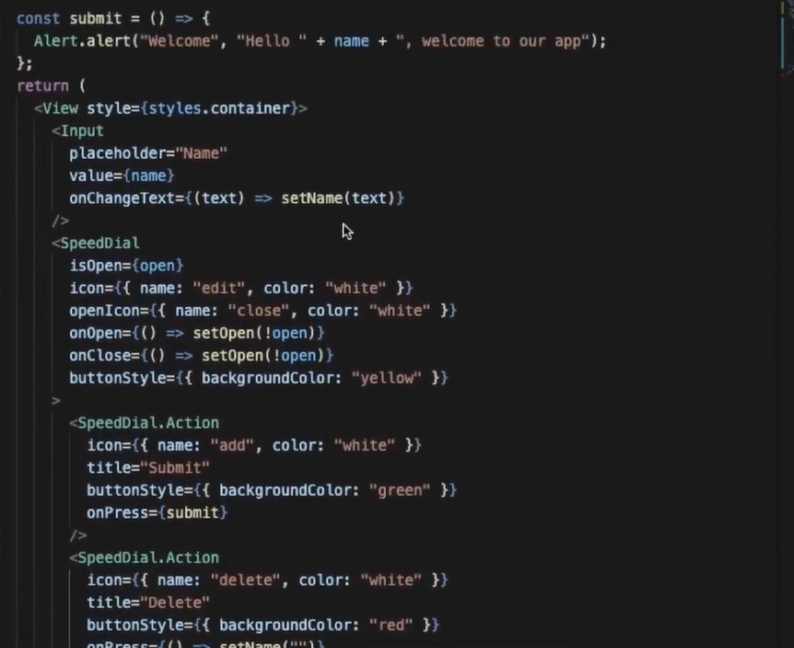 const submit = () => {
Alert.alert("Welcome", "Hello " + name + ", welcome to our app");
};
return (
<View style={styles.container}>
<Input
placeholder="Name"
value={name}
onChangeText={(text) => setName(text)}
/>
<SpeedDial
isOpen={open}
icon={{ name: "edit", color: "white" }}
openIcon={{ name: "close", color: "white" }}
onOpen={() => setOpen(!open)}
onClose={() => setOpen(!open)}
buttonStyle={{ backgroundColor: "yellow" }}
>
<SpeedDial.Action
icon={{ name: "add", color: "white" }}
title="Submit"
buttonStyle={{ backgroundColor: "green" }}
onPress={submit}
/>
<SpeedDial.Action
icon={{ name: "delete", color: "white" }}
title="Delete"
buttonStyle={{ backgroundColor: "red" }}
onPress={() => setName("")}